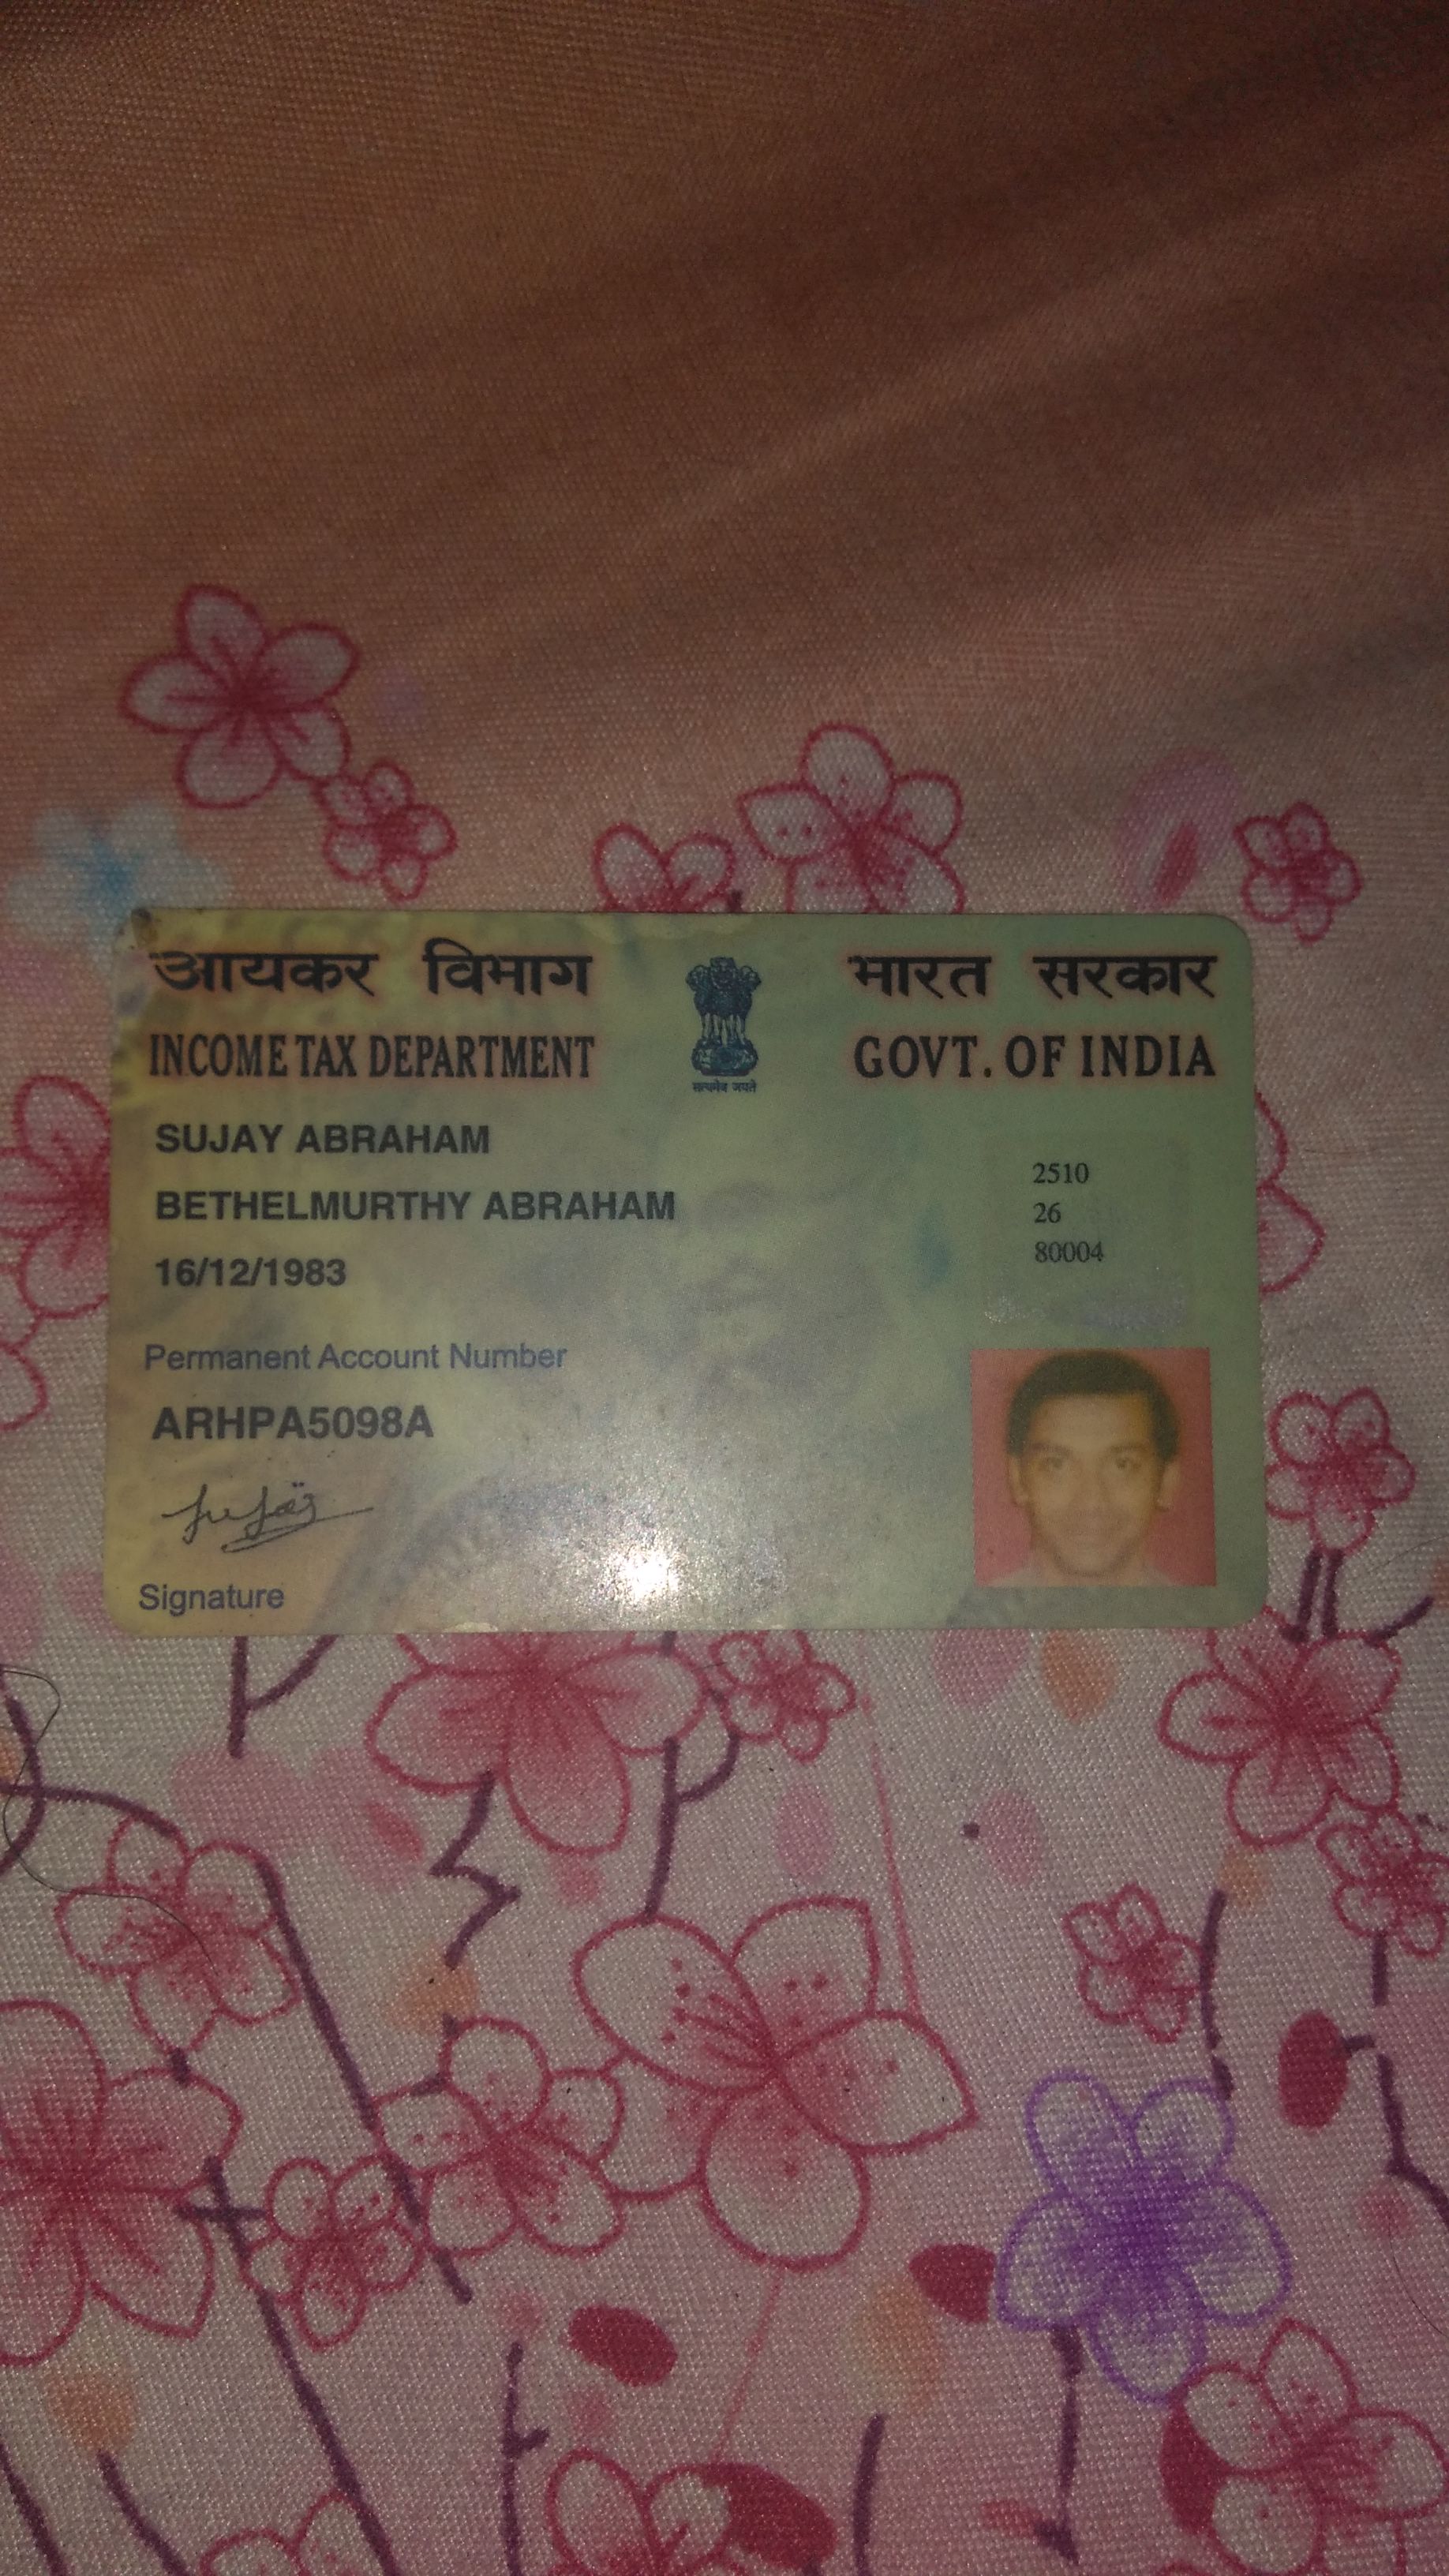 आयकर विभाग
भारत सरकार
INCOME TAX DEPARTMENT
GOVT. OF INDIA
सत्यमेव जयते
SUJAY ABRAHAM
BETHELMURTHY ABRAHAM
16/12/1983
2510
26
80004
Permanent Account Number
ARHPA5098A
Signature